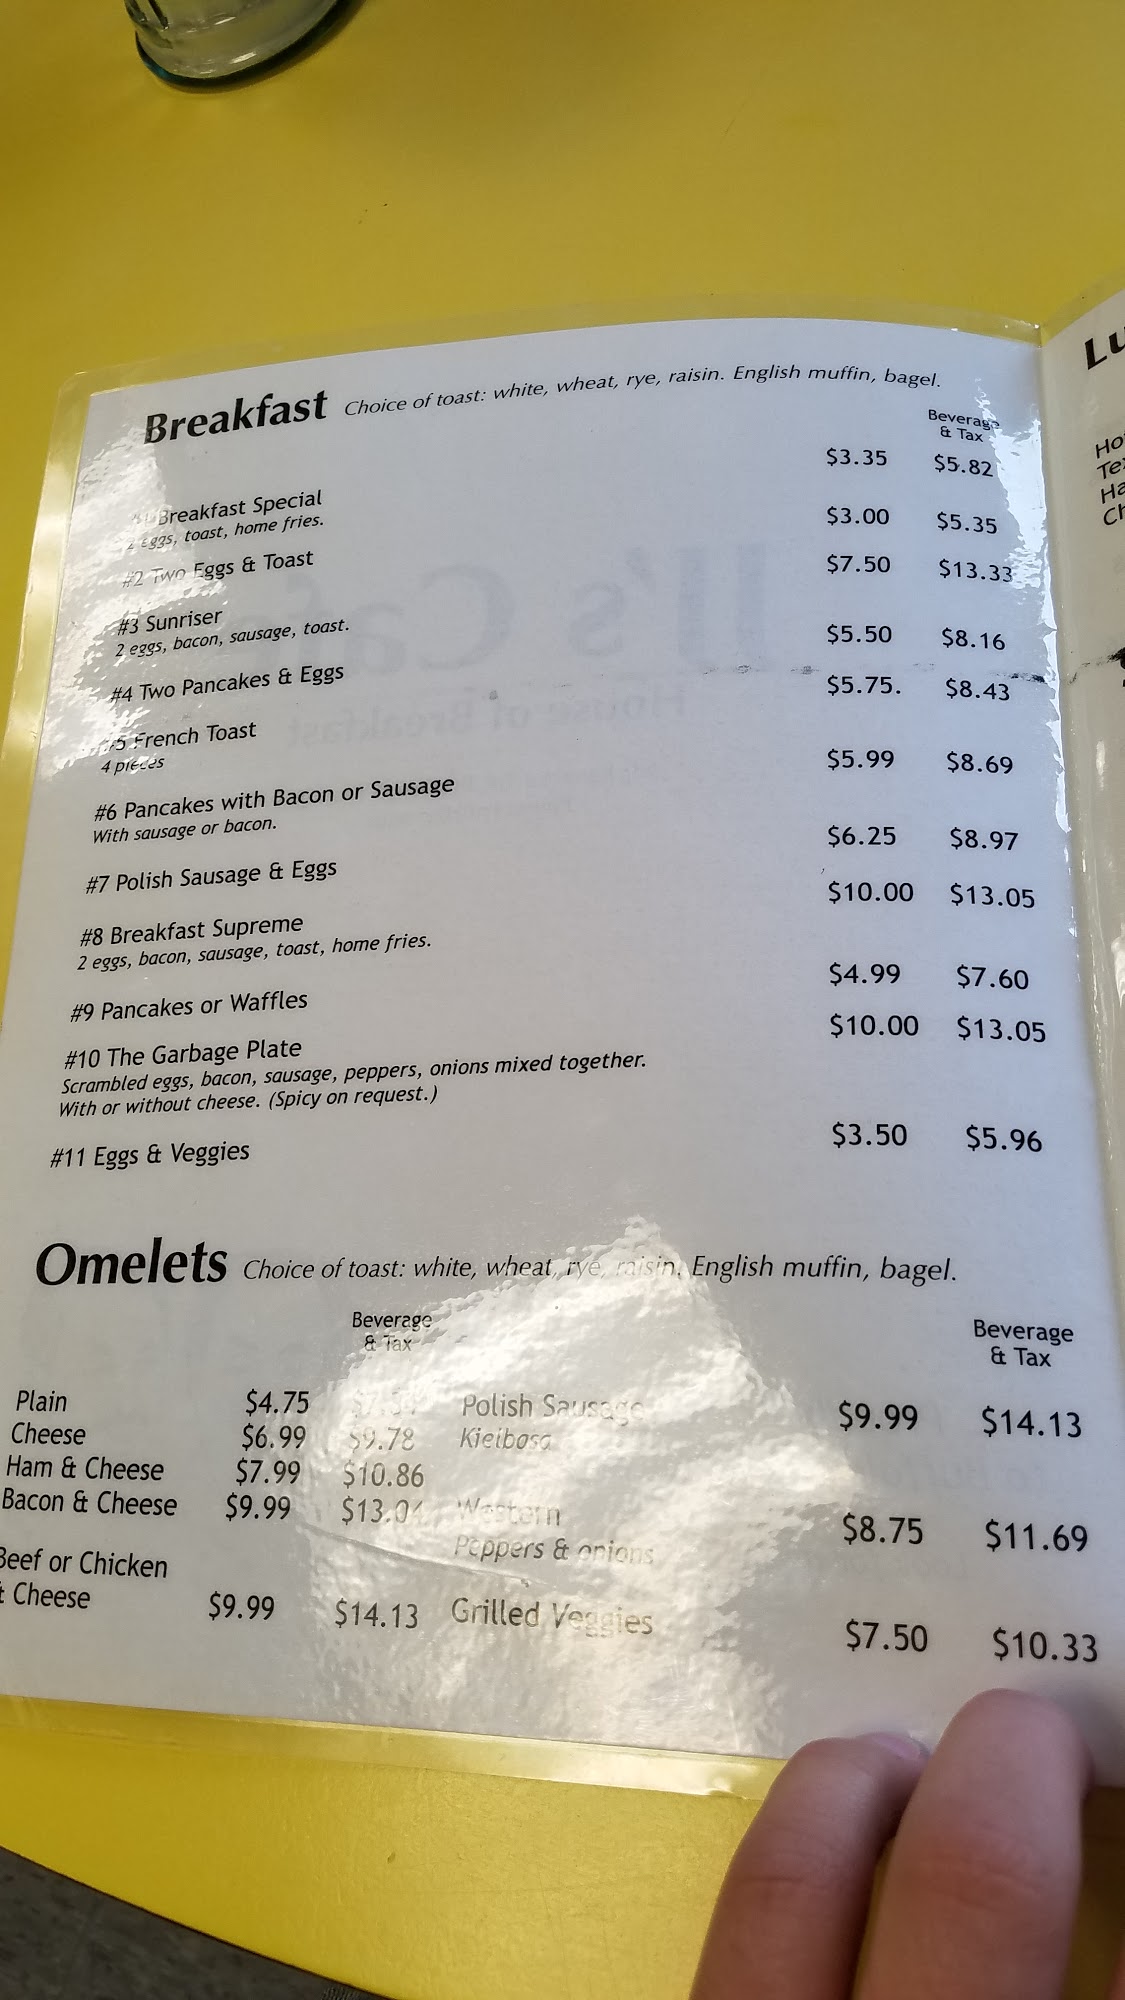 Breakfast Choice of toast: white, wheat, rye, raisin. English muffin, bagel.
Beverage
& Tax
Breakfast Special $3.35 $5.82
2 eggs, toast, home fries.
#2 Two Eggs & Toast $3.00 $5.35
#3 Sunriser $7.50 $13.33
2 eggs, bacon, sausage, toast.
#4 Two Pancakes & Eggs $5.50 $8.16
#5 French Toast $5.75. $8.43
4 pieces
#6 Pancakes with Bacon or Sausage $5.99 $8.69
With sausage or bacon.
#7 Polish Sausage & Eggs $6.25 $8.97
#8 Breakfast Supreme $10.00 $13.05
2 eggs, bacon, sausage, toast, home fries.
#9 Pancakes or Waffles $4.99 $7.60
#10 The Garbage Plate $10.00 $13.05
Scrambled eggs, bacon, sausage, peppers, onions mixed together.
With or without cheese. (Spicy on request.)
#11 Eggs & Veggies $3.50 $5.96
Omelets Choice of toast: white, wheat, rye, raisin. English muffin, bagel.
Beverage
& Tax
Plain $4.75
Cheese $6.99 $9.78
Ham & Cheese $7.99 $10.86
Bacon & Cheese $9.99 $13.04
Beef or Chicken
& Cheese $9.99 $14.13
Beverage
& Tax
Polish Sausage $9.99 $14.13
Kielbosa
Western $8.75 $11.69
Peppers & onions
Grilled Veggies $7.50 $10.33